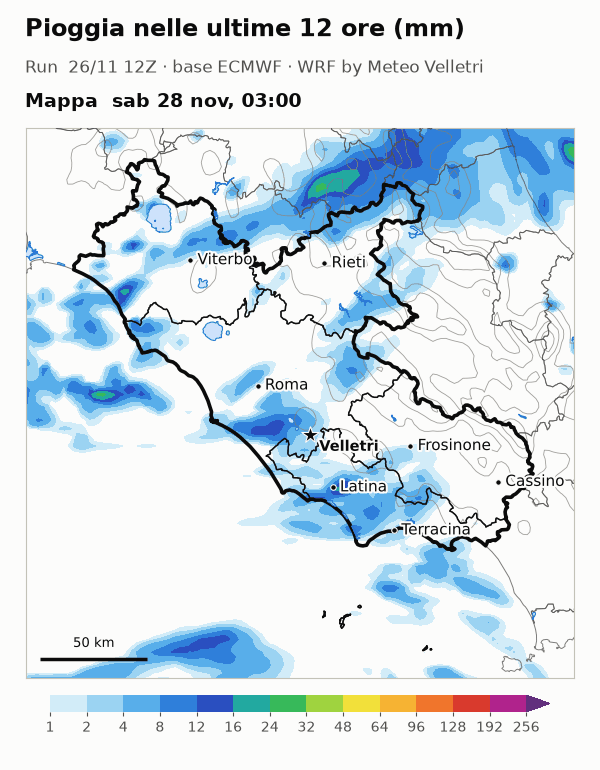 Pioggia nelle ultime 12 ore (mm)
Run  26/11 12Z · base ECMWF · WRF by Meteo Velletri
Mappa  sab 28 nov, 03:00
Viterbo
Rieti
Roma
Velletri
Frosinone
Latina
Cassino
Terracina
50 km
1 2 4 8 12 16 24 32 48 64 96 128 192 256